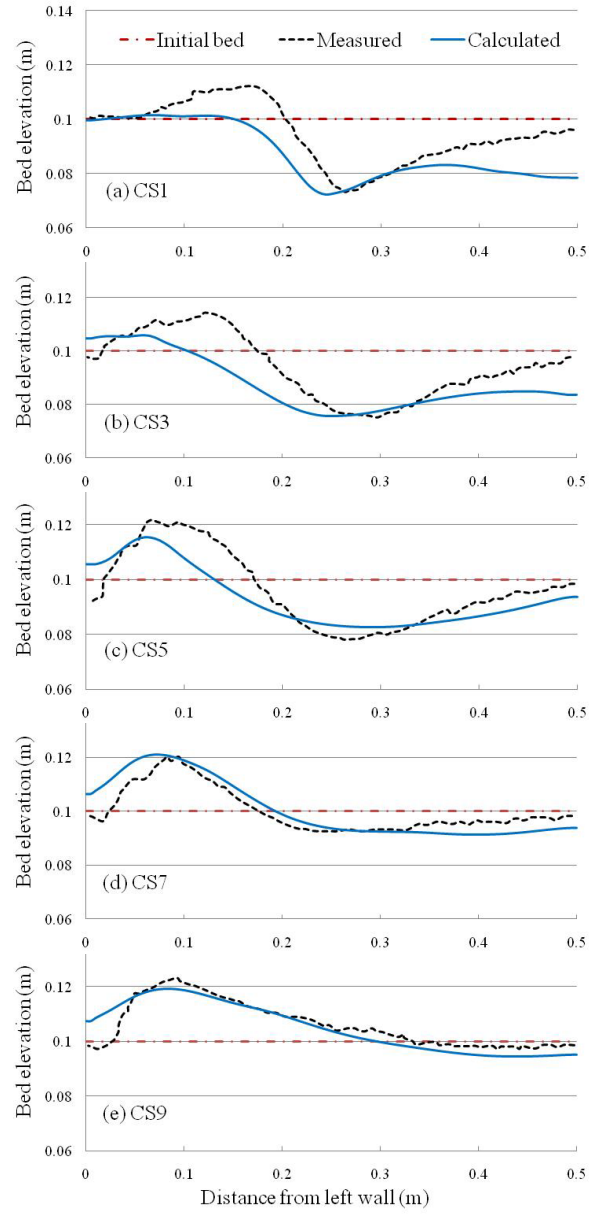 0.14
Initial bed Measured Calculated
0.12
0.1
0.08
0.06
Bed elevation (m)
(a) CS1
0 0.1 0.2 0.3 0.4 0.5
0.12
0.1
0.08
0.06
Bed elevation (m)
(b) CS3
0 0.1 0.2 0.3 0.4 0.5
0.12
0.1
0.08
0.06
Bed elevation (m)
(c) CS5
0 0.1 0.2 0.3 0.4 0.5
0.12
0.1
0.08
0.06
Bed elevation (m)
(d) CS7
0 0.1 0.2 0.3 0.4 0.5
0.12
0.1
0.08
0.06
Bed elevation (m)
(e) CS9
0 0.1 0.2 0.3 0.4 0.5
Distance from left wall (m)